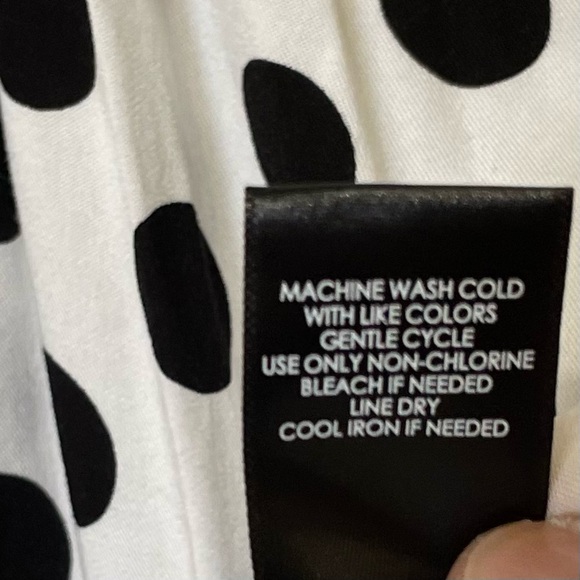 MACHINE WASH COLD
WITH LIKE COLORS
GENTLE CYCLE
USE ONLY NON-CHLORINE
BLEACH IF NEEDED
LINE DRY
COOL IRON IF NEEDED